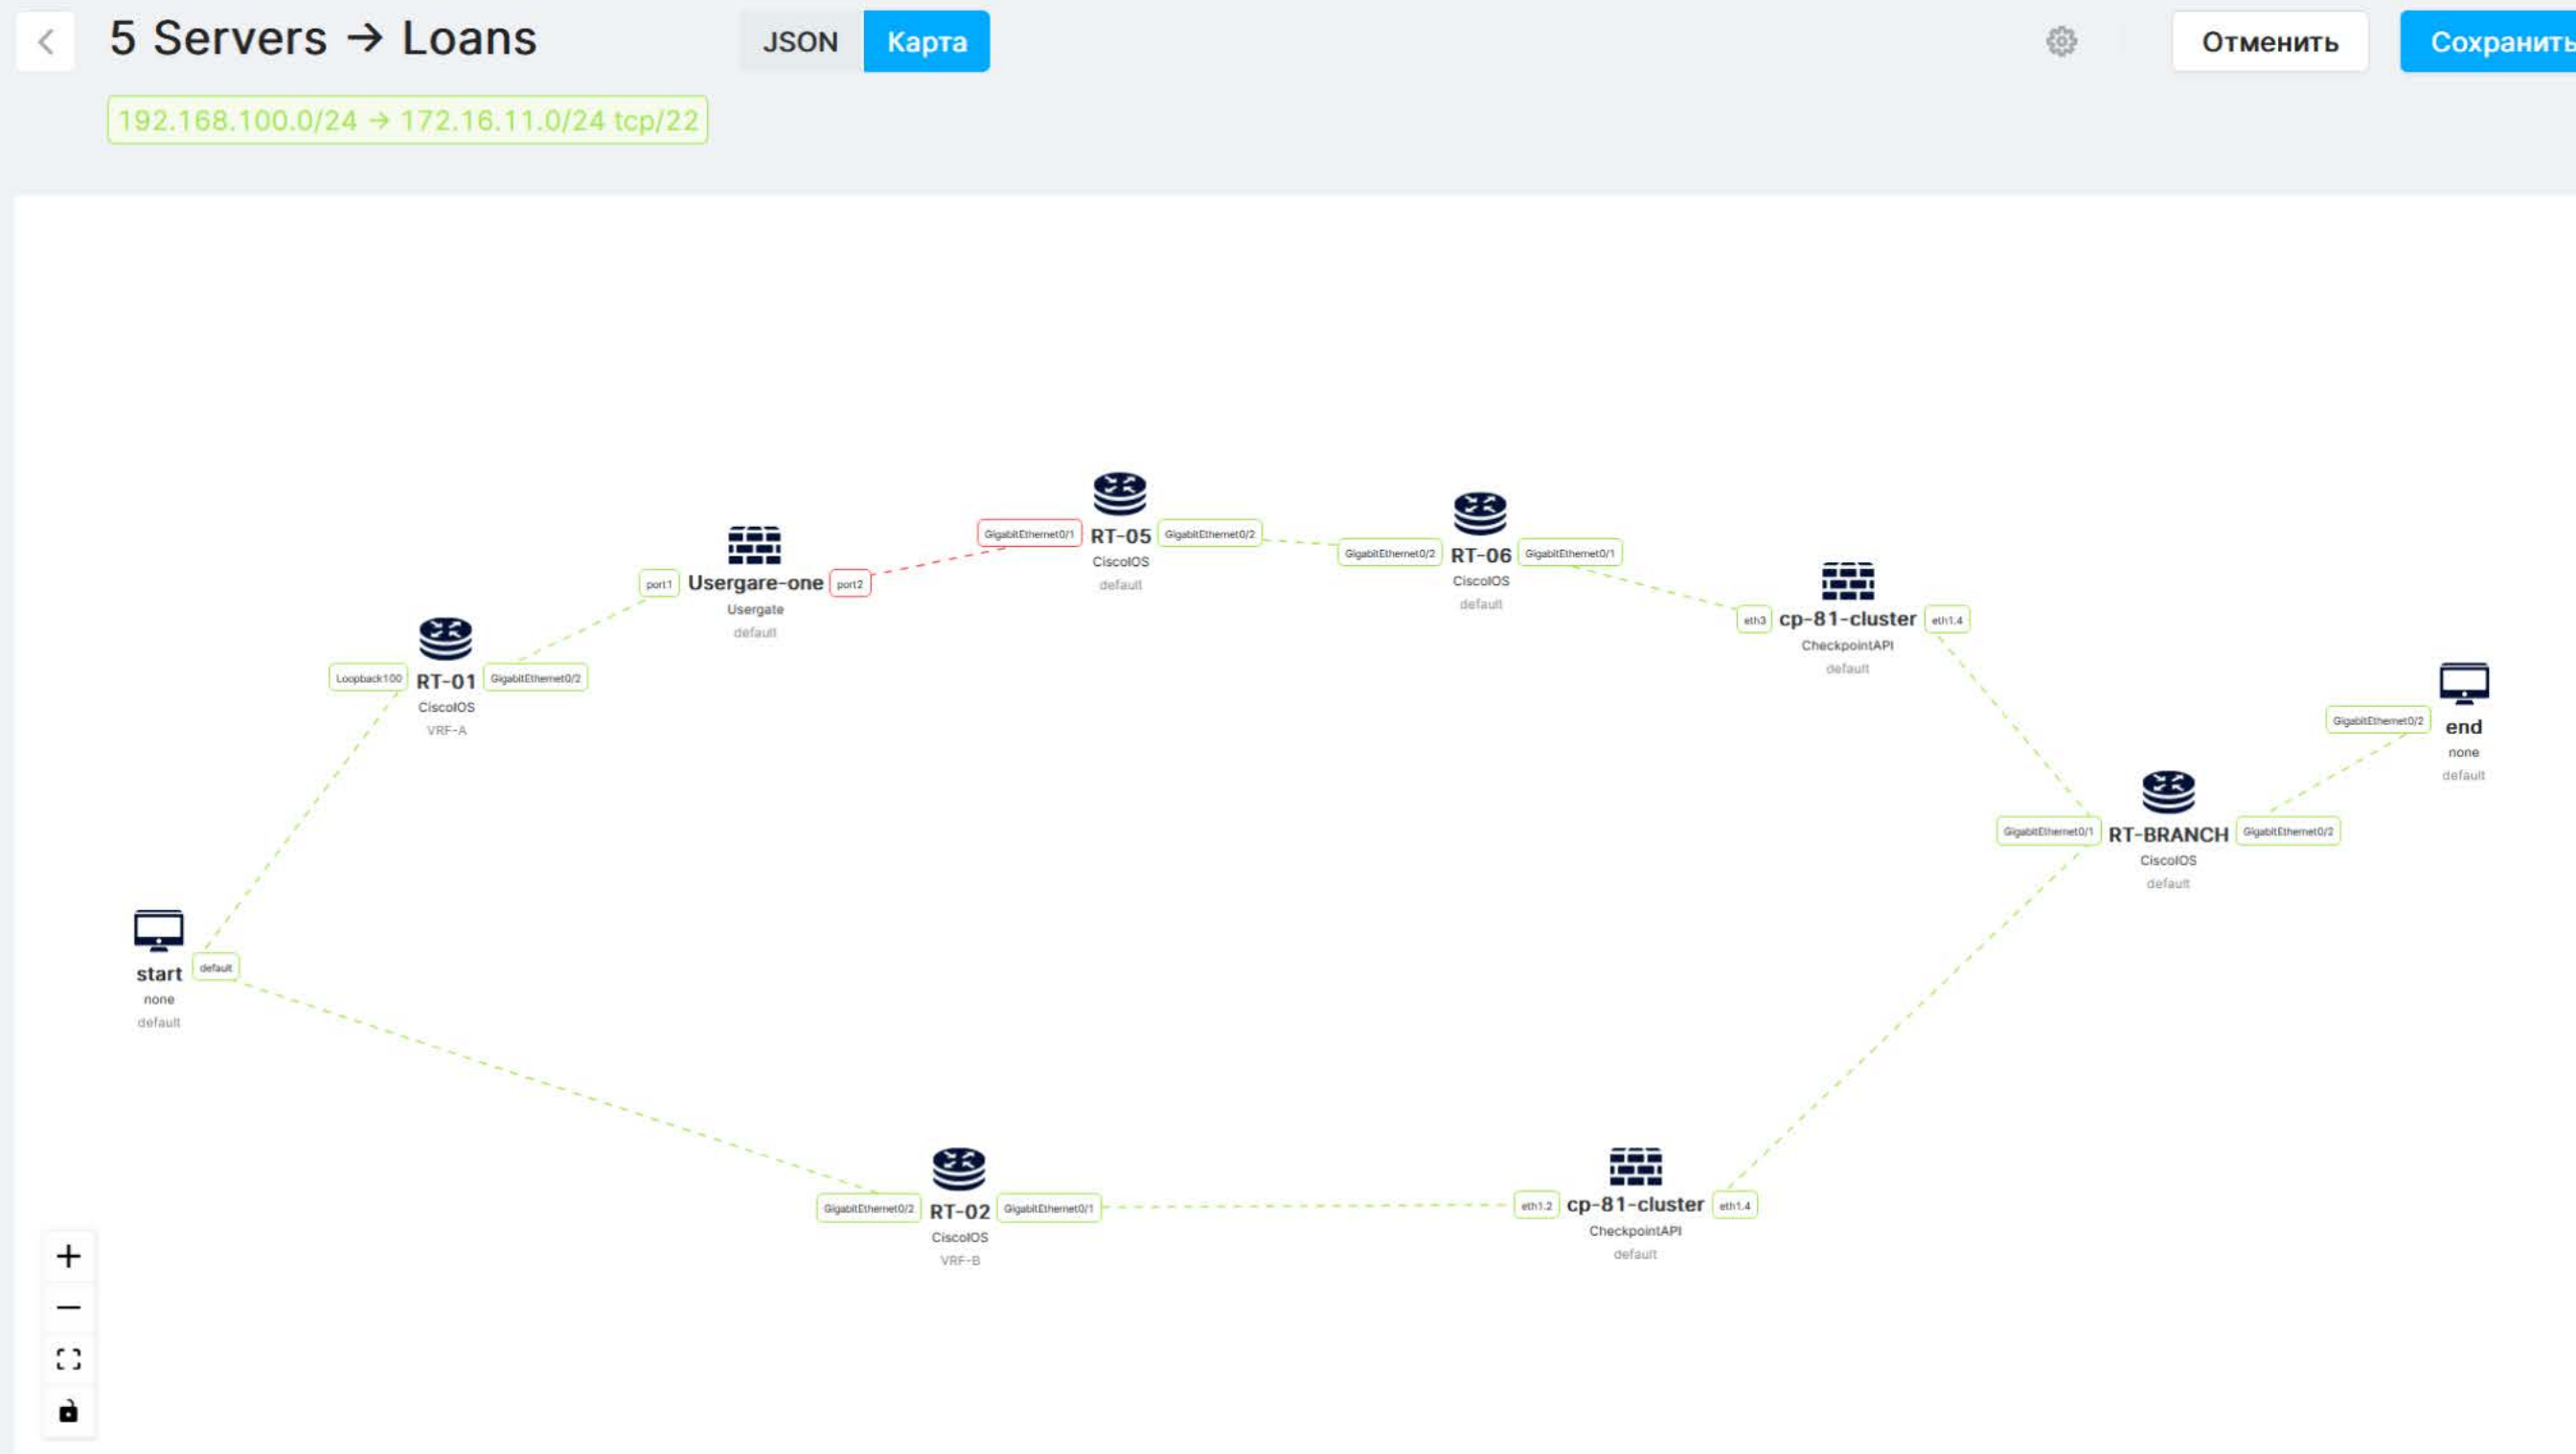 5 Servers → Loans
JSON
Карта
Отменить
Сохранить
192.168.100.0/24 → 172.16.11.0/24 tcp/22
GigabitEthernet0/1
RT-05
GigabitEthernet0/2
CiscoIOS
default
GigabitEthernet0/2
RT-06
GigabitEthernet0/1
CiscoIOS
default
port1
Usergare-one
port2
Usergate
default
eth3
cp-81-cluster
eth1.4
CheckpointAPI
default
Loopback100
RT-01
GigabitEthernet0/2
CiscoIOS
VRF-A
GigabitEthernet0/2
end
none
default
GigabitEthernet0/1
RT-BRANCH
GigabitEthernet0/2
CiscoIOS
default
start
default
none
default
GigabitEthernet0/2
RT-02
GigabitEthernet0/1
CiscoIOS
VRF-B
eth1.2
cp-81-cluster
eth1.4
CheckpointAPI
default